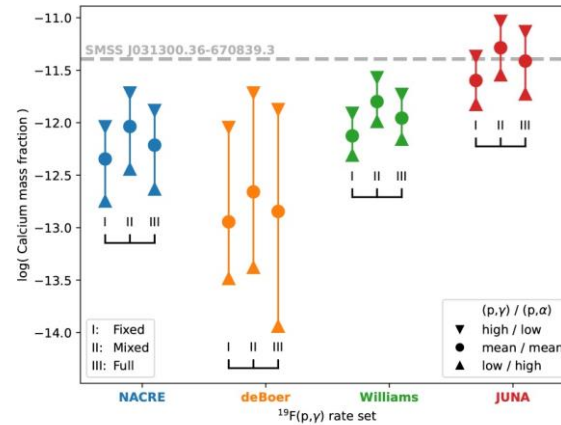 −11.0
SMSS J031300.36-670839.3
−11.5
−12.0
−12.5
−13.0
−13.5
−14.0
log( Calcium mass fraction )
I II III
I II III
I II III
I II III
I: Fixed
II: Mixed
III: Full
(p,γ) / (p,α)
high / low
mean / mean
low / high
NACRE deBoer Williams JUNA
¹⁹F(p,γ) rate set